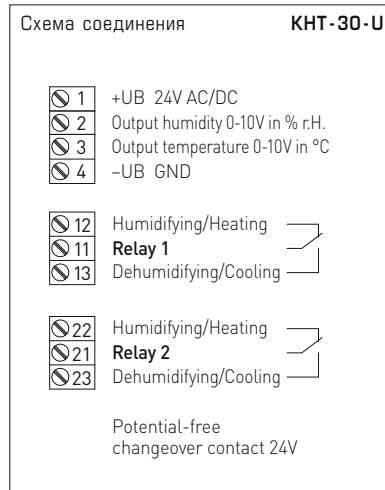 Схема соединения KHT-30-U
1 +UB 24V AC/DC
2 Output humidity 0-10V in % r.H.
3 Output temperature 0-10V in °C
4 –UB GND
12 Humidifying/Heating
11 Relay 1
13 Dehumidifying/Cooling
22 Humidifying/Heating
21 Relay 2
23 Dehumidifying/Cooling
Potential-free
changeover contact 24V